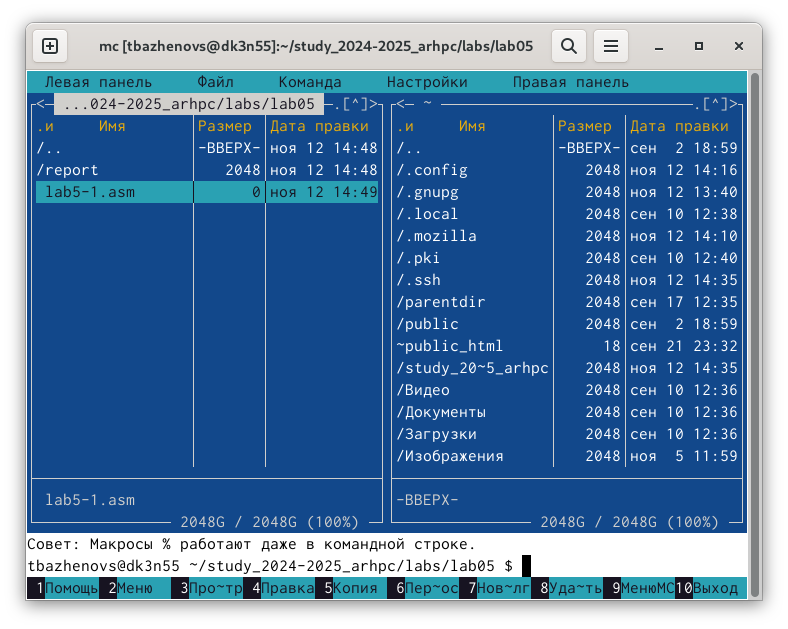 mc [tbazhenovs@dk3n55]:~/study_2024-2025_arhpc/labs/lab05
Левая панель Файл Команда Настройки Правая панель
<─ ...024-2025_arhpc/labs/lab05 ─.[^]>┐ <─ ~ ─.[^]>
.и Имя Размер Дата правки .и Имя Размер Дата правки
/.. -ВВЕРХ- ноя 12 14:48 /.. -ВВЕРХ- сен 2 18:59
/report 2048 ноя 12 14:48 /.config 2048 ноя 12 14:16
lab5-1.asm 0 ноя 12 14:49 /.gnupg 2048 ноя 12 13:40
/.local 2048 сен 10 12:38
/.mozilla 2048 ноя 12 14:10
/.pki 2048 сен 10 12:40
/.ssh 2048 ноя 12 14:35
/parentdir 2048 сен 17 12:35
/public 2048 сен 2 18:59
~public_html 18 сен 21 23:32
/study_20~5_arhpc 2048 ноя 12 14:35
/Видео 2048 сен 10 12:36
/Документы 2048 сен 10 12:36
/Загрузки 2048 сен 10 12:36
/Изображения 2048 ноя 5 11:59
lab5-1.asm -ВВЕРХ-
2048G / 2048G (100%) 2048G / 2048G (100%)
Совет: Макросы % работают даже в командной строке.
tbazhenovs@dk3n55 ~/study_2024-2025_arhpc/labs/lab05 $
1Помощь 2Меню 3Про~тр 4Правка 5Копия 6Пер~ос 7Нов~лг 8Уда~ть 9МенюМС 10Выход